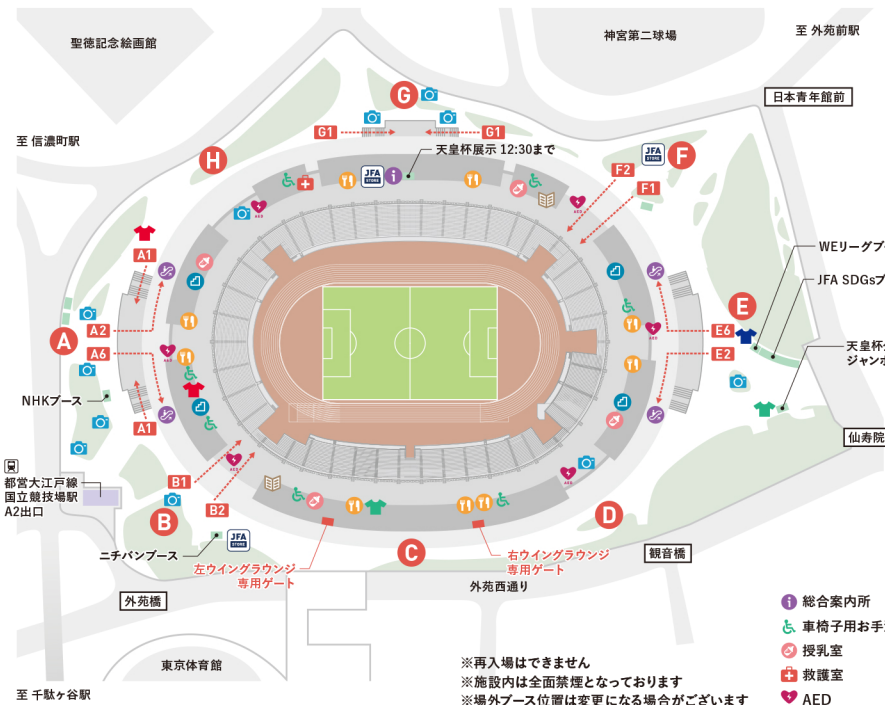 聖徳記念絵画館
神宮第二球場
至 外苑前駅
日本青年館前
至 信濃町駅
G
G1
G1
天皇杯展示 12:30まで
JFA
STORE
H
JFA
STORE
F
F2
F1
AED
AED
A1
WEリーグブ
JFA SDGsブ
E
E6
E2
A
A2
A6
AED
AED
天皇杯
ジャンボ
NHKブース
A1
仙寿院
B1
B2
AED
AED
都営大江戸線
国立競技場駅
A2出口
B
D
ニチバンブース
JFA
STORE
左ウイングラウンジ
専用ゲート
C
右ウイングラウンジ
専用ゲート
観音橋
外苑橋
外苑西通り
東京体育館
至 千駄ヶ谷駅
※再入場はできません
※施設内は全面禁煙となっております
※場外ブース位置は変更になる場合がございます
総合案内所
車椅子用お手
授乳室
救護室
AED